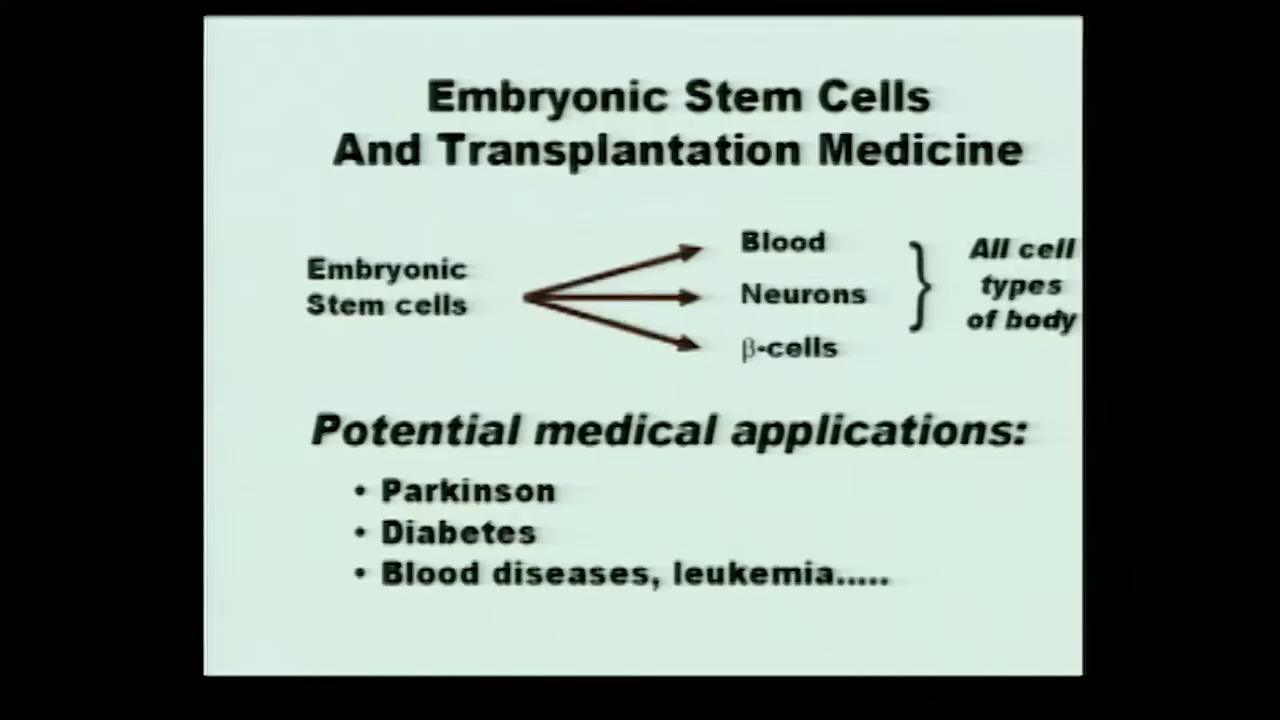 Embryonic Stem Cells
And Transplantation Medicine
Embryonic
Stem cells
Blood
Neurons
β-cells
All cell
types
of body
Potential medical applications:
• Parkinson
• Diabetes
• Blood diseases, leukemia.....